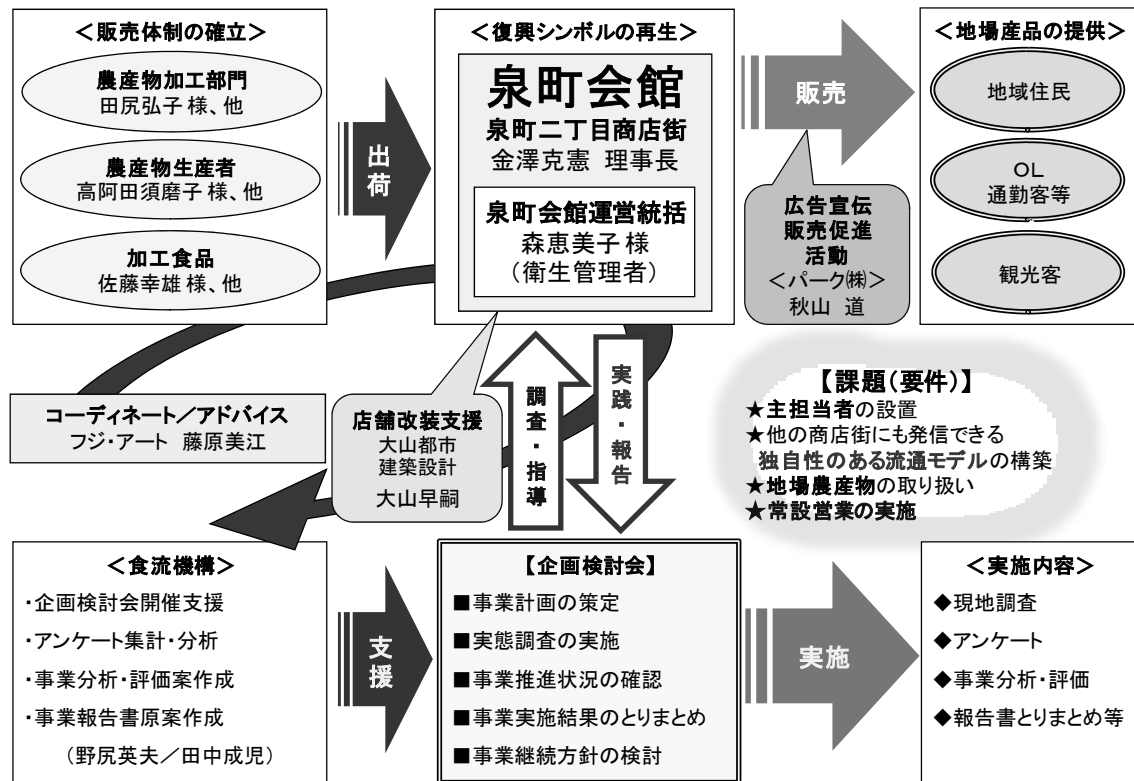 ＜販売体制の確立＞
農産物加工部門
田尻弘子 様、他
農産物生産者
高阿田須磨子 様、他
加工食品
佐藤幸雄 様、他
出荷
＜復興シンボルの再生＞
泉町会館
泉町二丁目商店街
金澤克憲 理事長
泉町会館運営統括
森恵美子 様
（衛生管理者）
販売
広告宣伝
販売促進
活動
＜パーク㈱＞
秋山 道
＜地場産品の提供＞
地域住民
OL
通勤客等
観光客
コーディネート／アドバイス
フジ・アート 藤原美江
店舗改装支援
大山都市
建築設計
大山早嗣
調査・指導
実践・報告
【課題（要件）】
★主担当者の設置
★他の商店街にも発信できる
独自性のある流通モデルの構築
★地場農産物の取り扱い
★常設営業の実施
＜食流機構＞
・企画検討会開催支援
・アンケート集計・分析
・事業分析・評価案作成
・事業報告書原案作成
（野尻英夫／田中成児）
支援
【企画検討会】
■事業計画の策定
■実態調査の実施
■事業推進状況の確認
■事業実施結果のとりまとめ
■事業継続方針の検討
実施
＜実施内容＞
◆現地調査
◆アンケート
◆事業分析・評価
◆報告書とりまとめ等